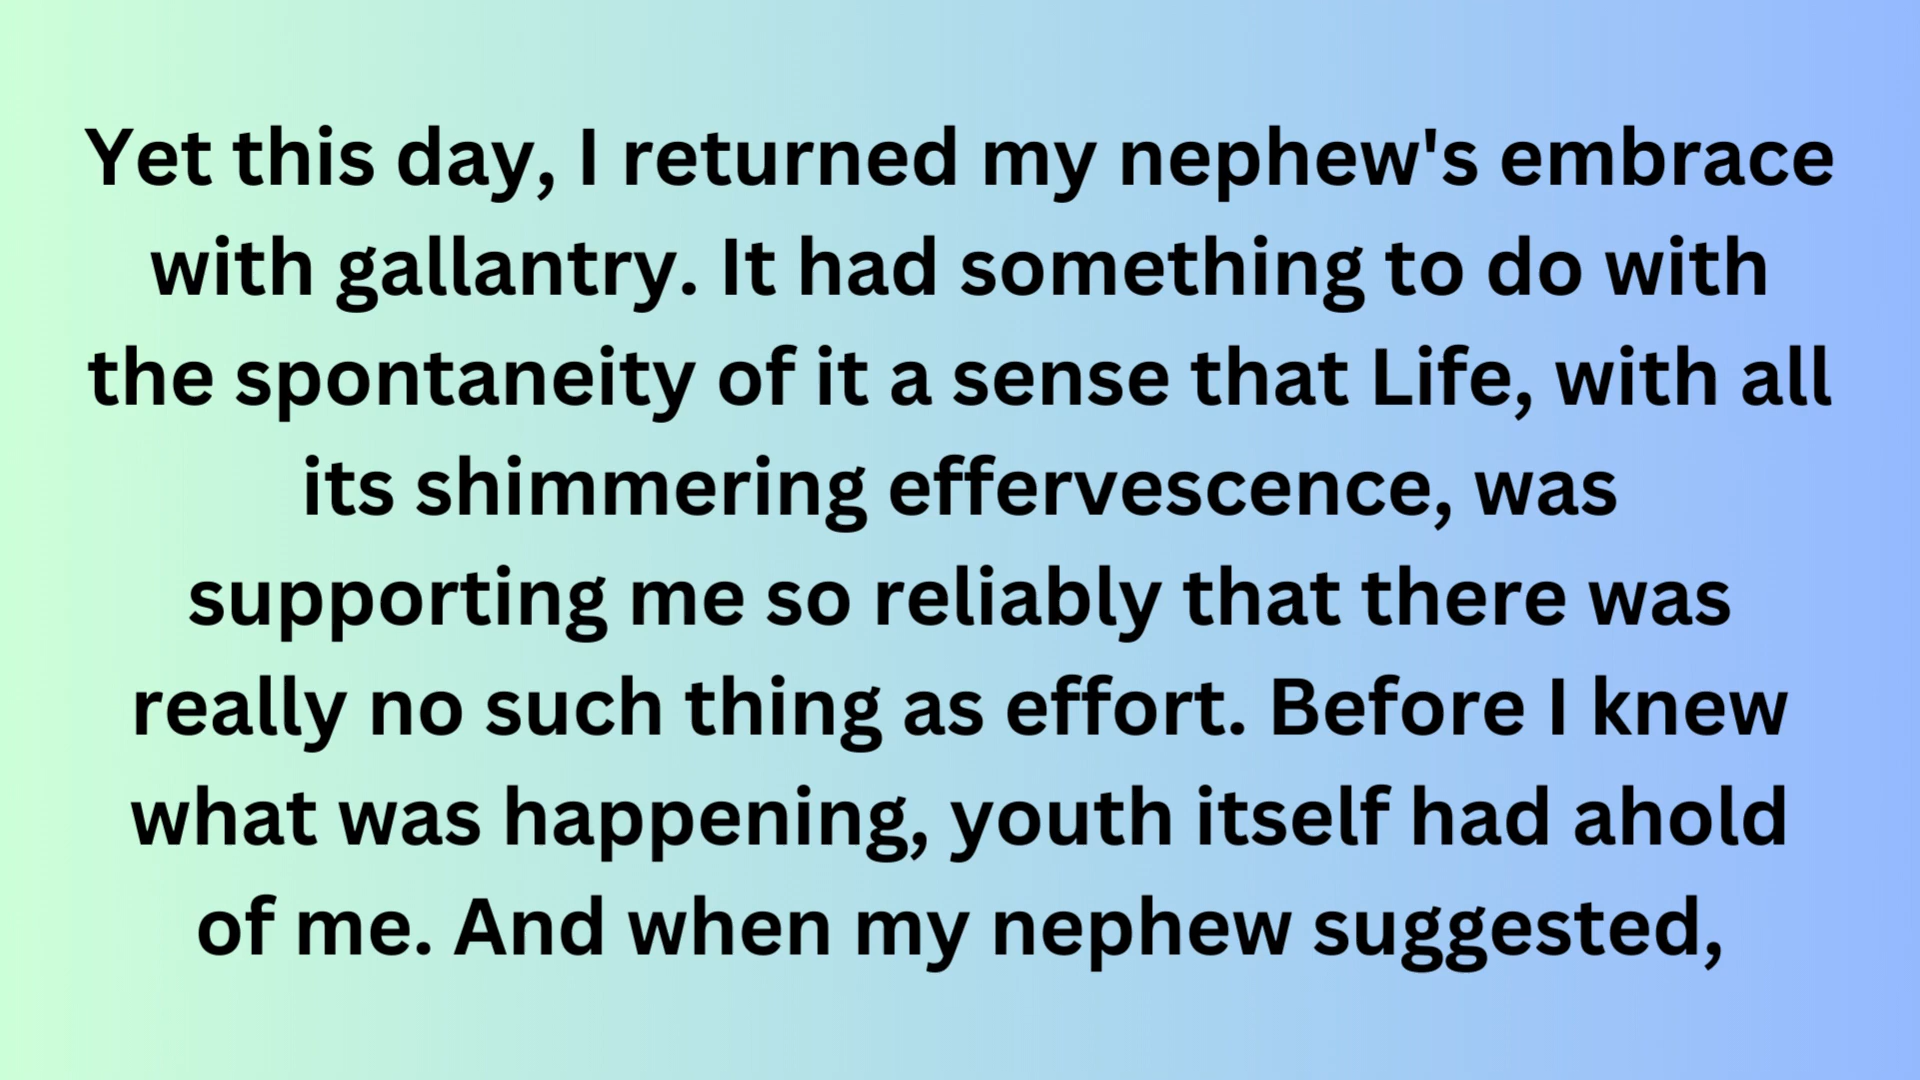 Yet this day, I returned my nephew's embrace
with gallantry. It had something to do with
the spontaneity of it a sense that Life, with all
its shimmering effervescence, was
supporting me so reliably that there was
really no such thing as effort. Before I knew
what was happening, youth itself had ahold
of me. And when my nephew suggested,